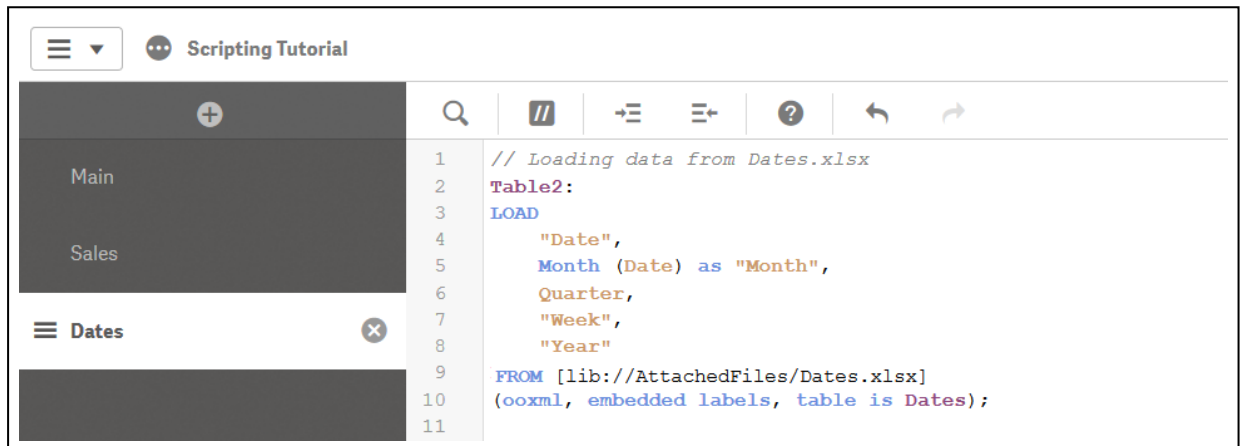 Scripting Tutorial
Main
Sales
Dates
1 // Loading data from Dates.xlsx
2 Table2:
3 LOAD
4 "Date",
5 Month (Date) as "Month",
6 Quarter,
7 "Week",
8 "Year"
9 FROM [lib://AttachedFiles/Dates.xlsx]
10 (ooxml, embedded labels, table is Dates);
11